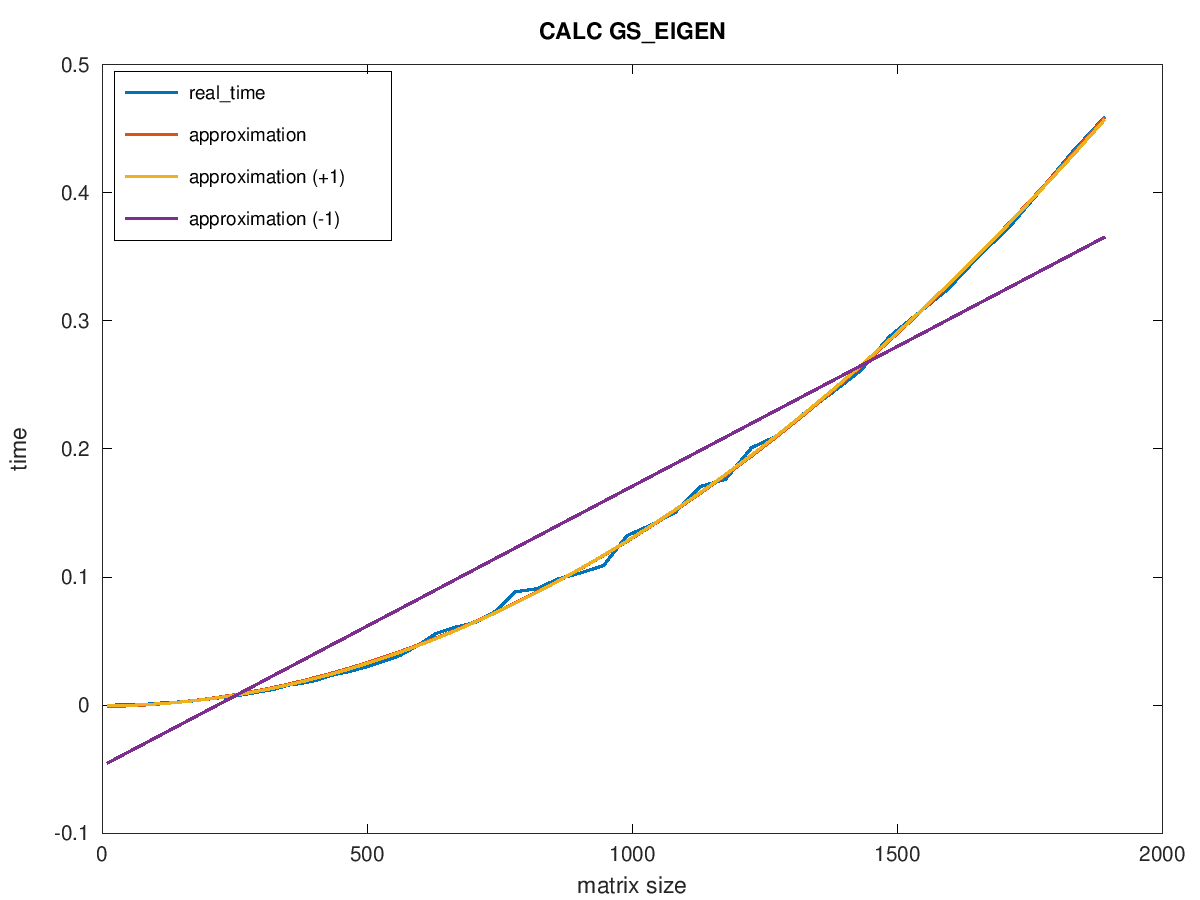 CALC GS_EIGEN
0.5
0.4
0.3
0.2
0.1
0
-0.1
real_time
approximation
approximation (+1)
approximation (-1)
time
0 500 1000 1500 2000
matrix size